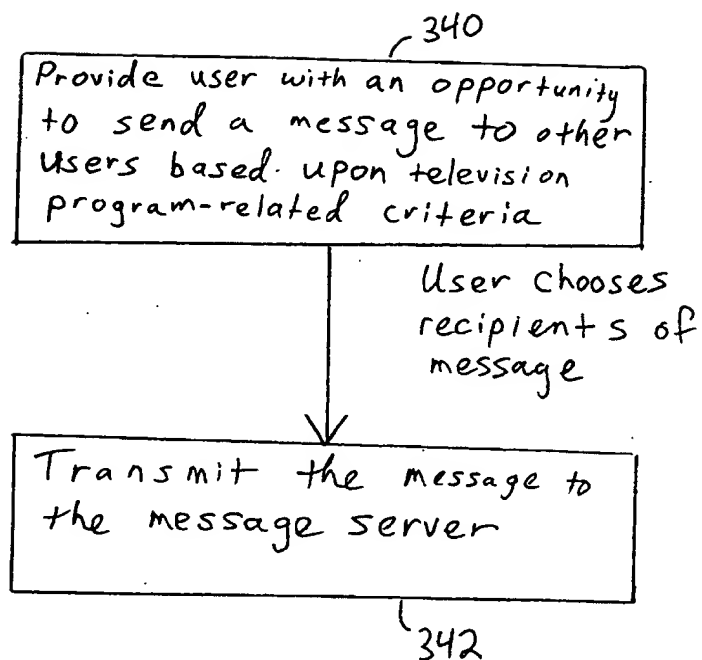 340
Provide user with an opportunity
to send a message to other
users based upon television
program-related criteria
User chooses
recipients of
message
Transmit the message to
the message server
342